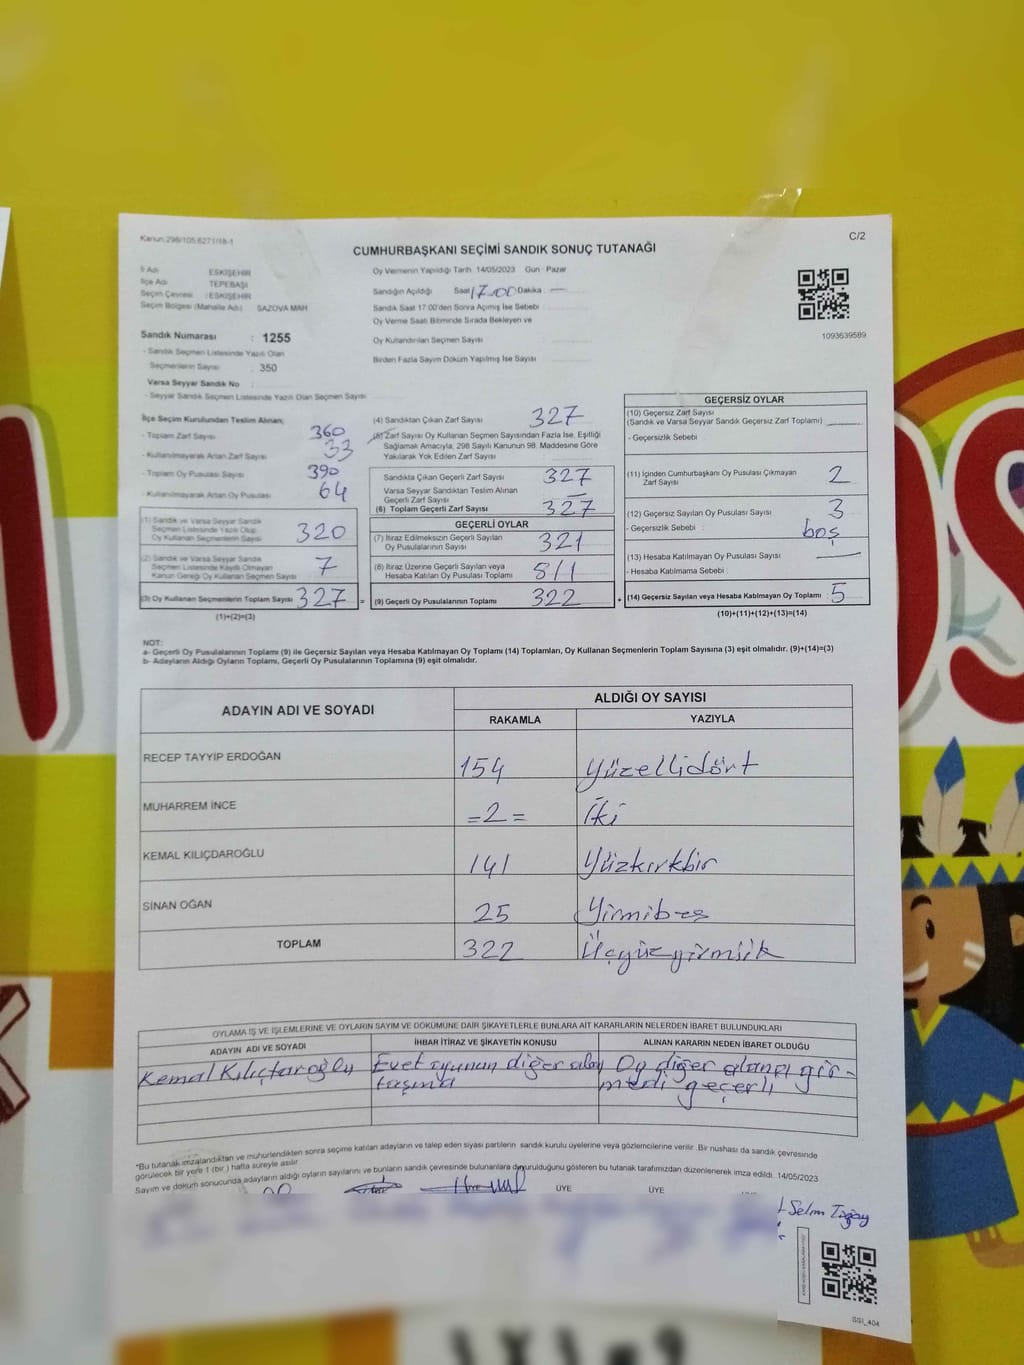 Kanun:298/105,6271/18-1
C/2
CUMHURBAŞKANI SEÇİMİ SANDIK SONUÇ TUTANAĞI
İl Adı : ESKİŞEHİR
İlçe Adı : TEPEBAŞI
Seçim Çevresi : ESKİŞEHİR
Seçim Bölgesi (Mahalle Adı) : SAZOVA MAH
Oy Vermenin Yapıldığı Tarih 14/05/2023 Gün : Pazar
Sandığın Açıldığı Saat 17.00 Dakika —
Sandık Saat 17.00'den Sonra Açımış İse Sebebi
Oy Verme Saati Bitiminde Sırada Bekleyen ve
Oy Kullandırılan Seçmen Sayısı
Birden Fazla Sayım Döküm Yapılmış İse Sayısı
1093639589
Sandık Numarası : 1255
- Sandık Seçmen Listesinde Yazılı Olan
Seçmenlerin Sayısı : 350
Varsa Seyyar Sandık No :
- Seyyar Sandık Seçmen Listesinde Yazılı Olan Seçmen Sayısı
İlçe Seçim Kurulundan Teslim Alınan;
- Toplam Zarf Sayısı 360
- Kullanılmayarak Artan Zarf Sayısı 33
- Toplam Oy Pusulası Sayısı 390
- Kullanılmayarak Artan Oy Pusulası 64
(1) Sandık ve Varsa Seyyar Sandık
Seçmen Listesinde Yazılı Olup
Oy Kullanan Seçmenlerin Sayısı 320
(2) Sandık ve Varsa Seyyar Sandık
Seçmen Listesinde Kayıtlı Olmayan
Kanun Gereği Oy Kullanan Seçmen Sayısı 7
(3) Oy Kullanan Seçmenlerin Toplam Sayısı 327 =
(1)+(2)=(3)
(4) Sandıktan Çıkan Zarf Sayısı 327
(5) Zarf Sayısı Oy Kullanan Seçmen Sayısından Fazla İse, Eşitliği
Sağlamak Amacıyla, 298 Sayılı Kanunun 98. Maddesine Göre
Yakılarak Yok Edilen Zarf Sayısı
Sandıkta Çıkan Geçerli Zarf Sayısı 327
Varsa Seyyar Sandıktan Teslim Alınan
Geçerli Zarf Sayısı —
(6) Toplam Geçerli Zarf Sayısı 327
GEÇERLİ OYLAR
(7) İtiraz Edilmeksizin Geçerli Sayılan
Oy Pusulalarının Sayısı 321
(8) İtiraz Üzerine Geçerli Sayılan veya
Hesaba Katılan Oy Pusulası Toplamı
(9) Geçerli Oy Pusulalarının Toplamı 322 +
GEÇERSİZ OYLAR
(10) Geçersiz Zarf Sayısı
(Sandık ve Varsa Seyyar Sandık Geçersiz Zarf Toplamı)
- Geçersizlik Sebebi :
(11) İçinden Cumhurbaşkanı Oy Pusulası Çıkmayan
Zarf Sayısı 2
(12) Geçersiz Sayılan Oy Pusulası Sayısı 3
- Geçersizlik Sebebi : boş
(13) Hesaba Katılmayan Oy Pusulası Sayısı —
- Hesaba Katılmama Sebebi :
(14) Geçersiz Sayılan veya Hesaba Katılmayan Oy Toplamı : 5
(10)+(11)+(12)+(13)=(14)
NOT:
a- Geçerli Oy Pusulalarının Toplamı (9) ile Geçersiz Sayılan veya Hesaba Katılmayan Oy Toplamı (14) Toplamları, Oy Kullanan Seçmenlerin Toplam Sayısına (3) eşit olmalıdır. (9)+(14)=(3)
b- Adayların Aldığı Oyların Toplamı, Geçerli Oy Pusulalarının Toplamına (9) eşit olmalıdır.
ADAYIN ADI VE SOYADI
ALDIĞI OY SAYISI
RAKAMLA YAZIYLA
RECEP TAYYİP ERDOĞAN 154 Yüzellidört
MUHARREM İNCE =2= İki
KEMAL KILIÇDAROĞLU 141 Yüzkırkbir
SİNAN OĞAN 25 Yirmibeş
TOPLAM 322 Üçyüzyirmiik
OYLAMA İŞ VE İŞLEMLERİNE VE OYLARIN SAYIM VE DÖKÜMÜNE DAİR ŞİKAYETLERLE BUNLARA AİT KARARLARIN NELERDEN İBARET BULUNDUKLARI
ADAYIN ADI VE SOYADI
İHBAR İTİRAZ VE ŞİKAYETİN KONUSU
ALINAN KARARIN NEDEN İBARET OLDUĞU
Kemal Kılıçtaroğlu
Evet oyunun diğer alay
taşına
Oy diğer alana gir-
medi geçerli
*Bu tutanak imzalandıktan ve mühürlendikten sonra seçime katılan adayların ve talep eden siyasi partilerin sandık kurulu üyelerine veya gözlemcilerine verilir. Bir nüshası da sandık çevresinde
görülecek bir yere 1 (bir) hafta süreyle asılır.
Sayım ve döküm sonucunda adayların aldığı oyların sayılarını ve bunların sandık çevresinde bulunanlara duyurulduğunu gösteren bu tutanak tarafımızdan düzenlenerek imza edildi. 14/05/2023
ÜYE
ÜYE
Selim
SSİ_404